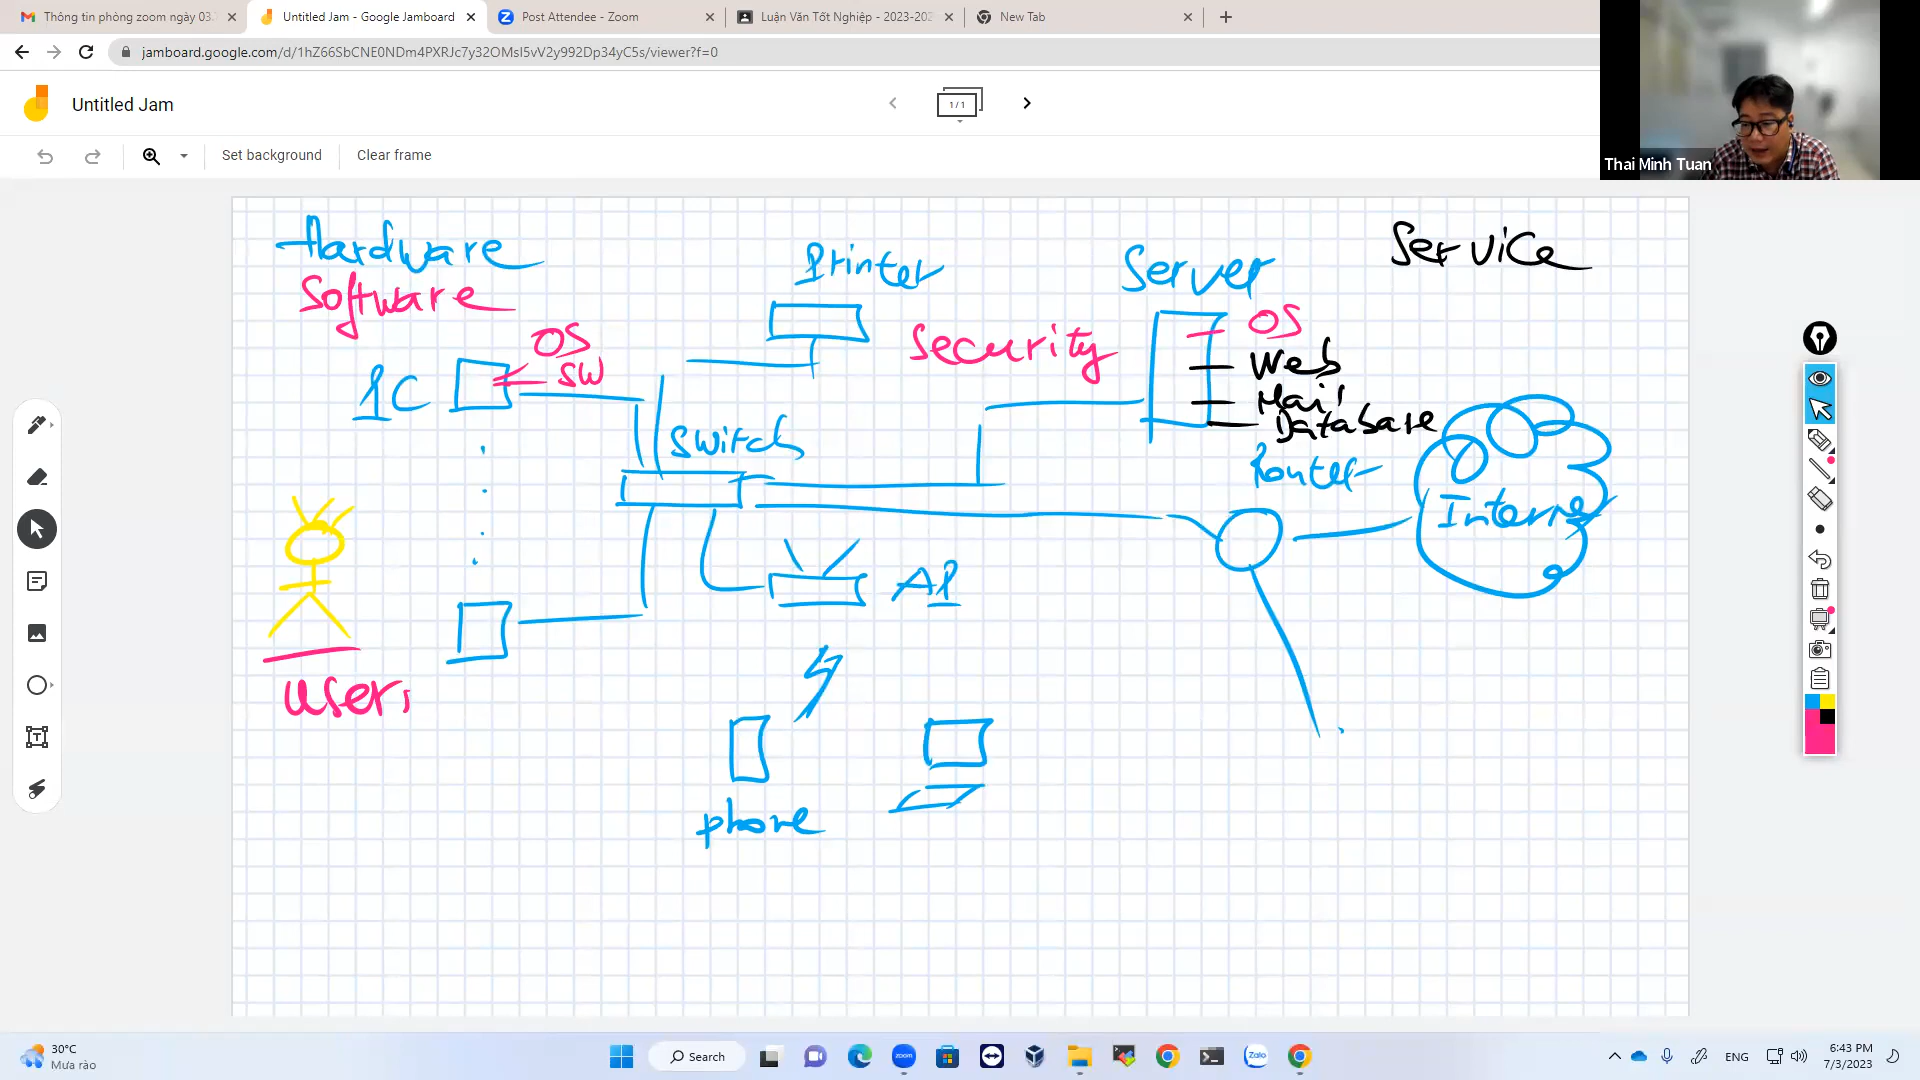 Thông tin phòng zoom ngày 03.
Untitled Jam - Google Jamboard
Post Attendee - Zoom
Luận Văn Tốt Nghiệp - 2023-202
New Tab
jamboard.google.com/d/1hZ66SbCNE0NDm4PXRJc7y32OMsI5vV2y992Dp34yC5s/viewer?f=0
Untitled Jam
1 / 1
Set background
Clear frame
Thai Minh Tuan
Hardware
Printer
Server
Service
Software
OS
SW
Security
OS
Web
Mail
Database
PC
Switch
Router
Internet
AP
users
phone
30°C
Mưa rào
Search
zoom
Zalo
ENG
6:43 PM
7/3/2023